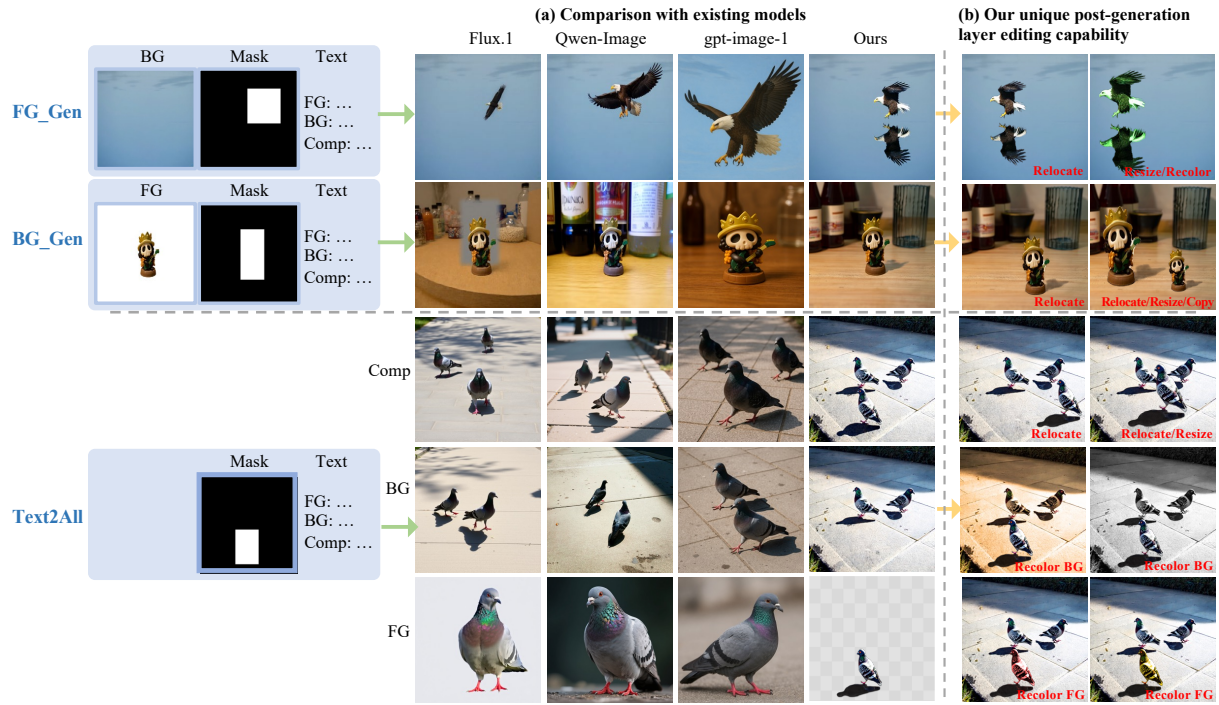 (a) Comparison with existing models
(b) Our unique post-generation
layer editing capability
Flux.1
Qwen-Image
gpt-image-1
Ours
BG
Mask
Text
FG_Gen
FG: …
BG: …
Comp: …
Relocate
Resize/Recolor
FG
Mask
Text
BG_Gen
FG: …
BG: …
Comp: …
Relocate
Relocate/Resize/Copy
Comp
Relocate
Relocate/Resize
Mask
Text
BG
Text2All
FG: …
BG: …
Comp: …
Recolor BG
Recolor BG
FG
Recolor FG
Recolor FG